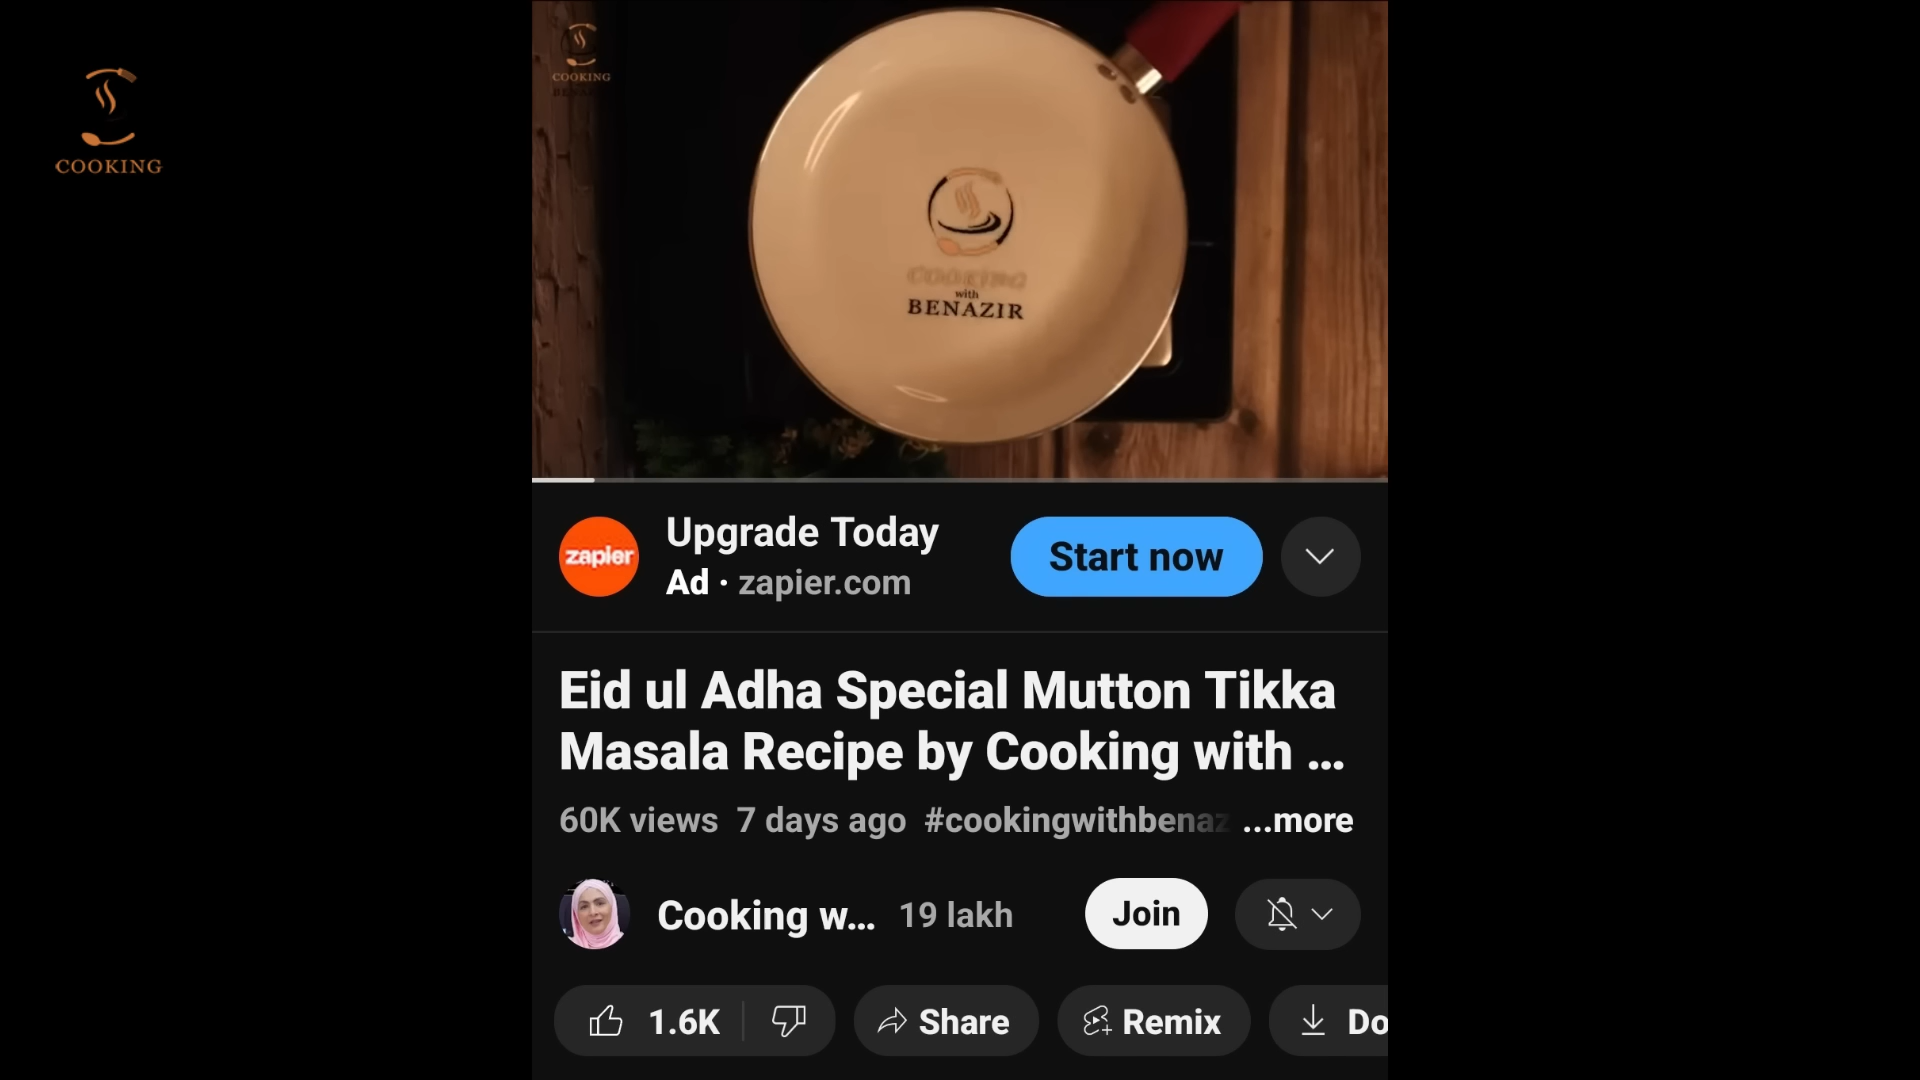 COOKING
COOKING
COOKING
with
BENAZIR
zapier
Upgrade Today
Ad · zapier.com
Start now
Eid ul Adha Special Mutton Tikka
Masala Recipe by Cooking with ...
60K views 7 days ago #cookingwithbenaz ...more
Cooking w... 19 lakh
Join
1.6K
Share
Remix
Do